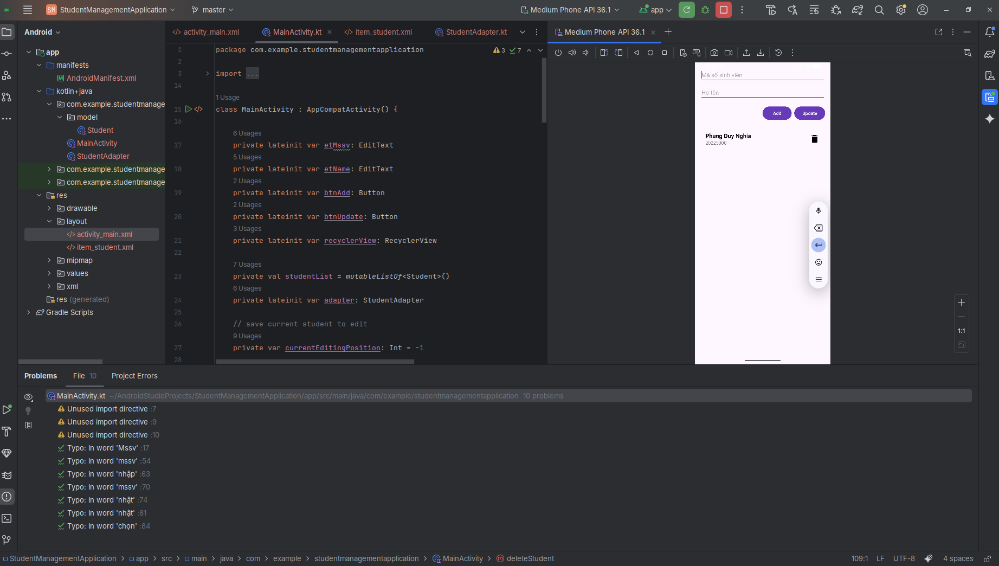 SM StudentManagementApplication master Medium Phone API 36.1 app
Android
activity_main.xml MainActivity.kt item_student.xml StudentAdapter.kt
Medium Phone API 36.1
app
manifests
AndroidManifest.xml
kotlin+java
com.example.studentmanage
model
Student
MainActivity
StudentAdapter
com.example.studentmanage
com.example.studentmanage
res
drawable
layout
activity_main.xml
item_student.xml
mipmap
values
xml
res (generated)
Gradle Scripts
3 7
1 package com.example.studentmanagementapplication
2
3 import ...
14
1 Usage
15 class MainActivity : AppCompatActivity() {
16
6 Usages
17 private lateinit var etMssv: EditText
5 Usages
18 private lateinit var etName: EditText
2 Usages
19 private lateinit var btnAdd: Button
2 Usages
20 private lateinit var btnUpdate: Button
3 Usages
21 private lateinit var recyclerView: RecyclerView
22
7 Usages
23 private val studentList = mutableListOf<Student>()
6 Usages
24 private lateinit var adapter: StudentAdapter
25
26 // save current student to edit
9 Usages
27 private var currentEditingPosition: Int = -1
28
Mã số sinh viên
Họ tên
Add Update
Phung Duy Nghia
20225000
1:1
Problems File 10 Project Errors
MainActivity.kt ~/AndroidStudioProjects/StudentManagementApplication/app/src/main/java/com/example/studentmanagementapplication 10 problems
Unused import directive :7
Unused import directive :9
Unused import directive :10
Typo: In word 'Mssv' :17
Typo: In word 'mssv' :54
Typo: In word 'nhập' :63
Typo: In word 'mssv' :70
Typo: In word 'nhật' :74
Typo: In word 'nhật' :81
Typo: In word 'chọn' :84
StudentManagementApplication > app > src > main > java > com > example > studentmanagementapplication > MainActivity > deleteStudent
109:1 LF UTF-8 4 spaces